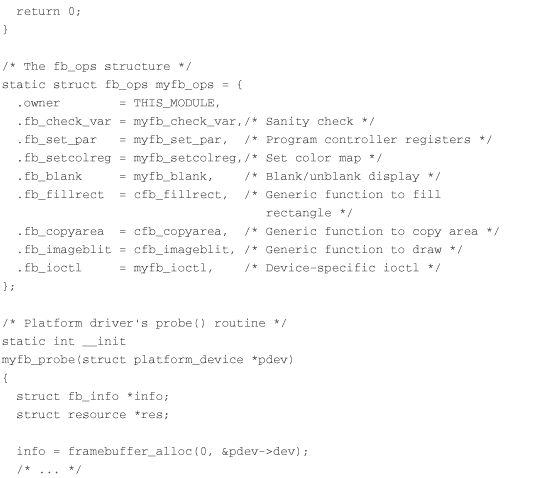 return 0;
}

/* The fb_ops structure */
static struct fb_ops myfb_ops = {
  .owner        = THIS_MODULE,
  .fb_check_var = myfb_check_var,/* Sanity check */
  .fb_set_par   = myfb_set_par,  /* Program controller registers */
  .fb_setcolreg = myfb_setcolreg,/* Set color map */
  .fb_blank     = myfb_blank,    /* Blank/unblank display */
  .fb_fillrect  = cfb_fillrect,  /* Generic function to fill
                                    rectangle */
  .fb_copyarea  = cfb_copyarea,  /* Generic function to copy area */
  .fb_imageblit = cfb_imageblit, /* Generic function to draw */
  .fb_ioctl     = myfb_ioctl,    /* Device-specific ioctl */
};

/* Platform driver's probe() routine */
static int __init
myfb_probe(struct platform_device *pdev)
{
  struct fb_info *info;
  struct resource *res;

  info = framebuffer_alloc(0, &pdev->dev);
  /* ... */